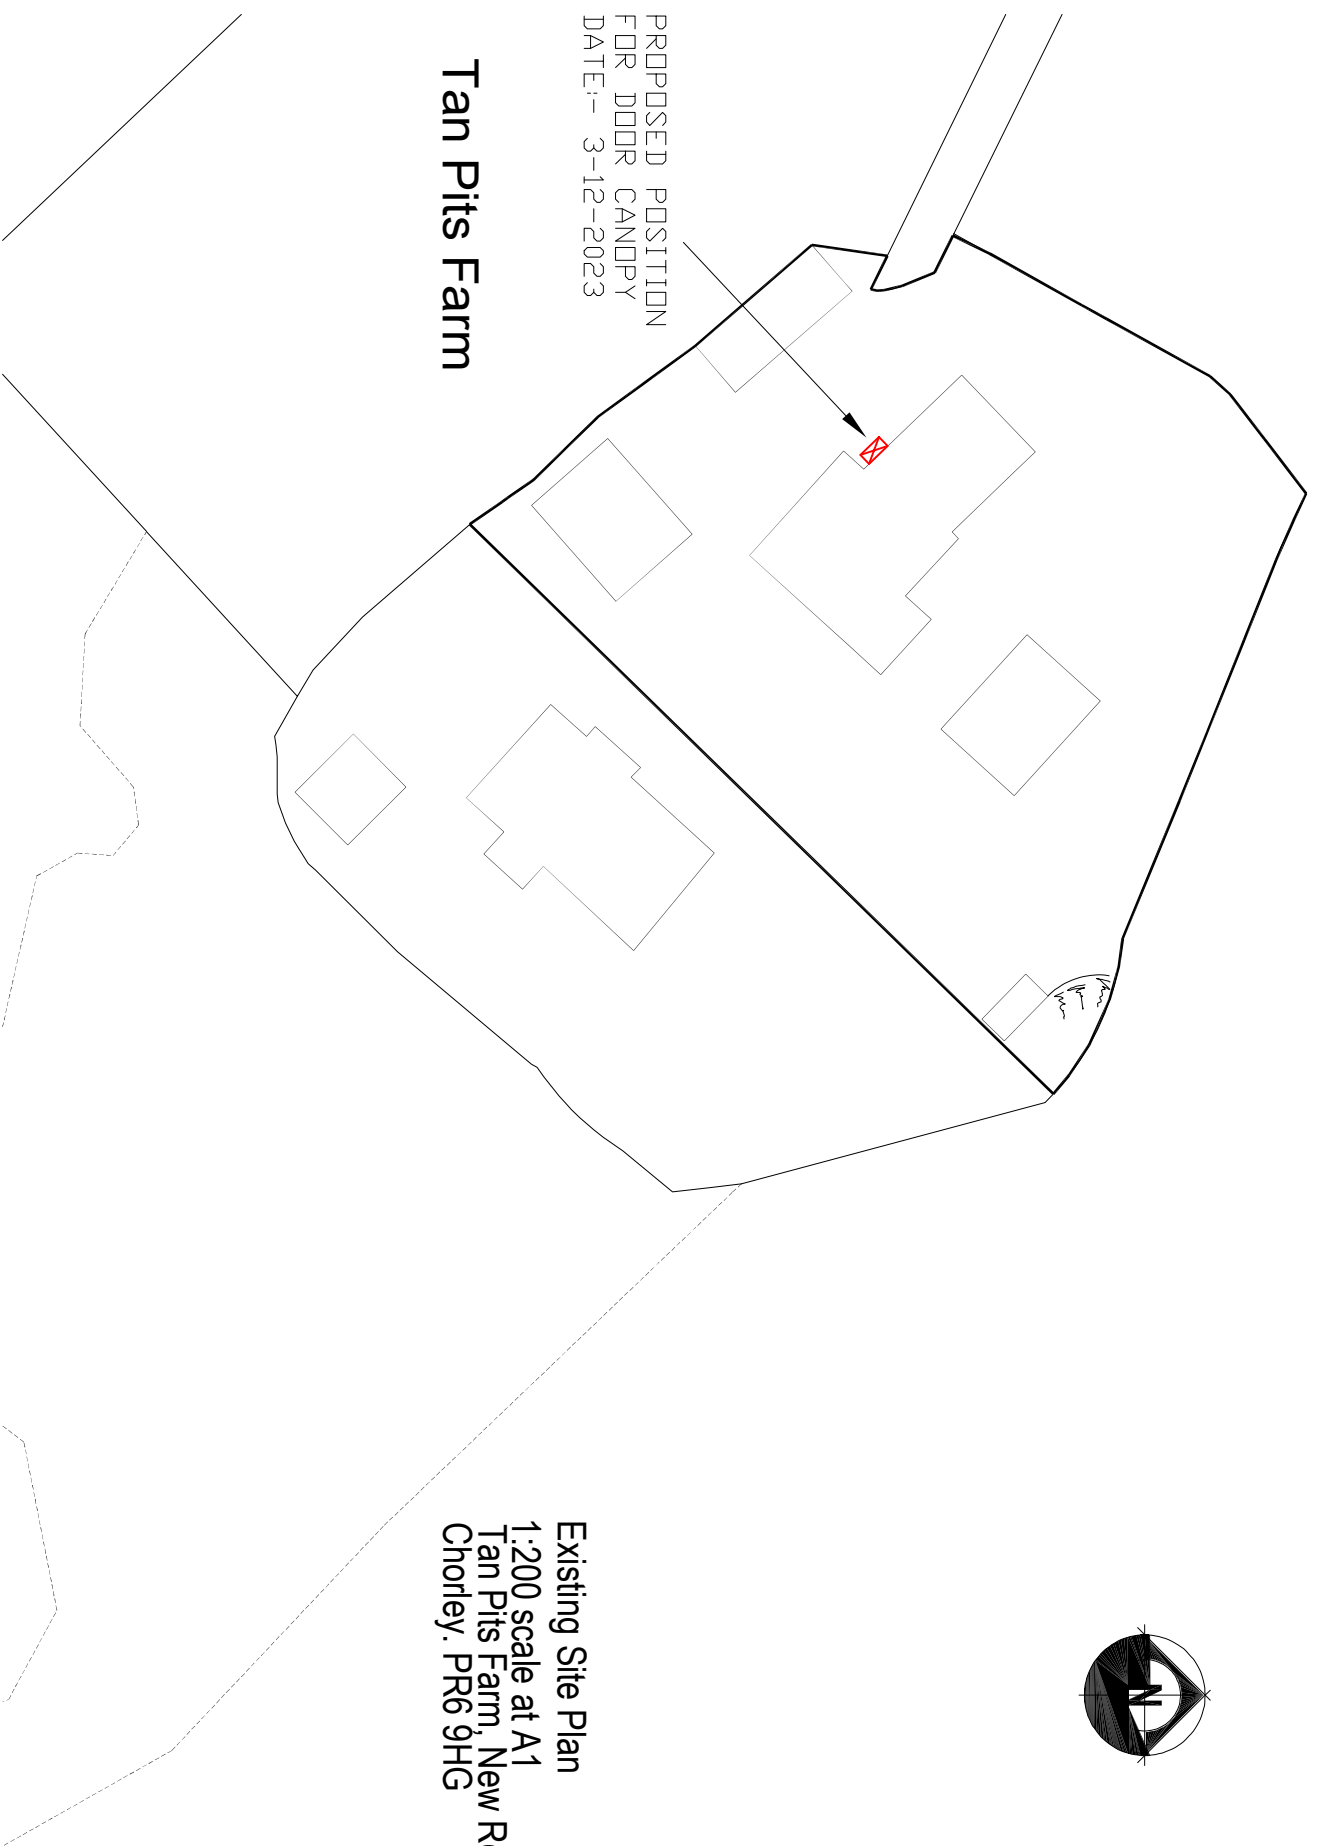 PROPOSED POSITION
FOR DOOR CANOPY
DATE:- 3-12-2023
Tan Pits Farm
Existing Site Plan
1:200 scale at A1
Tan Pits Farm, New
Chorley. PR6 9HG
N